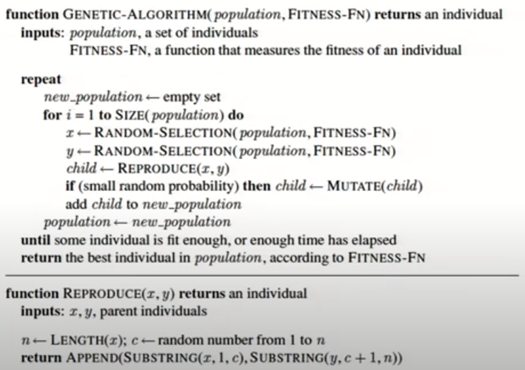 function GENETIC-ALGORITHM(population, FITNESS-FN) returns an individual
inputs: population, a set of individuals
FITNESS-FN, a function that measures the fitness of an individual
repeat
new_population ← empty set
for i = 1 to SIZE(population) do
x ← RANDOM-SELECTION(population, FITNESS-FN)
y ← RANDOM-SELECTION(population, FITNESS-FN)
child ← REPRODUCE(x, y)
if (small random probability) then child ← MUTATE(child)
add child to new_population
population ← new_population
until some individual is fit enough, or enough time has elapsed
return the best individual in population, according to FITNESS-FN
function REPRODUCE(x, y) returns an individual
inputs: x, y, parent individuals
n ← LENGTH(x); c ← random number from 1 to n
return APPEND(SUBSTRING(x, 1, c), SUBSTRING(y, c + 1, n))